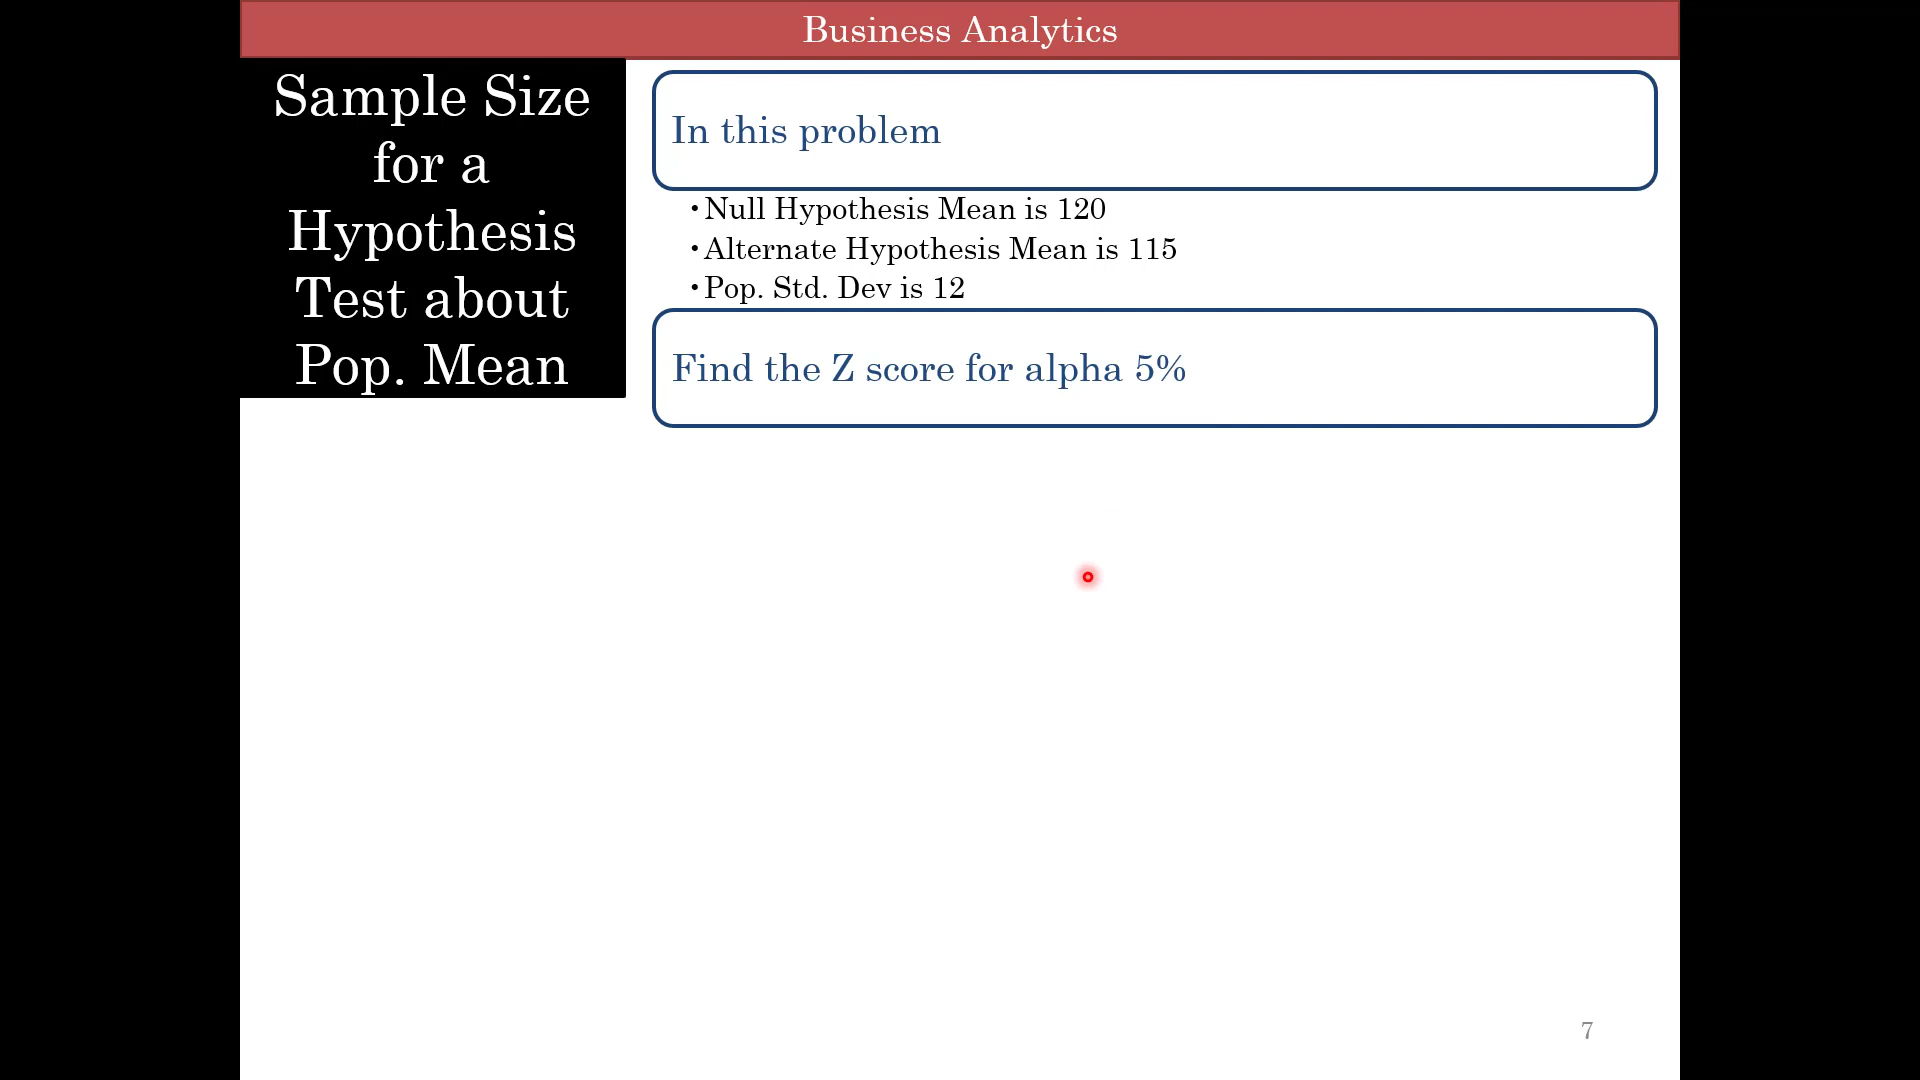 Business Analytics
Sample Size
for a
Hypothesis
Test about
Pop. Mean
In this problem
•Null Hypothesis Mean is 120
•Alternate Hypothesis Mean is 115
•Pop. Std. Dev is 12
Find the Z score for alpha 5%
7